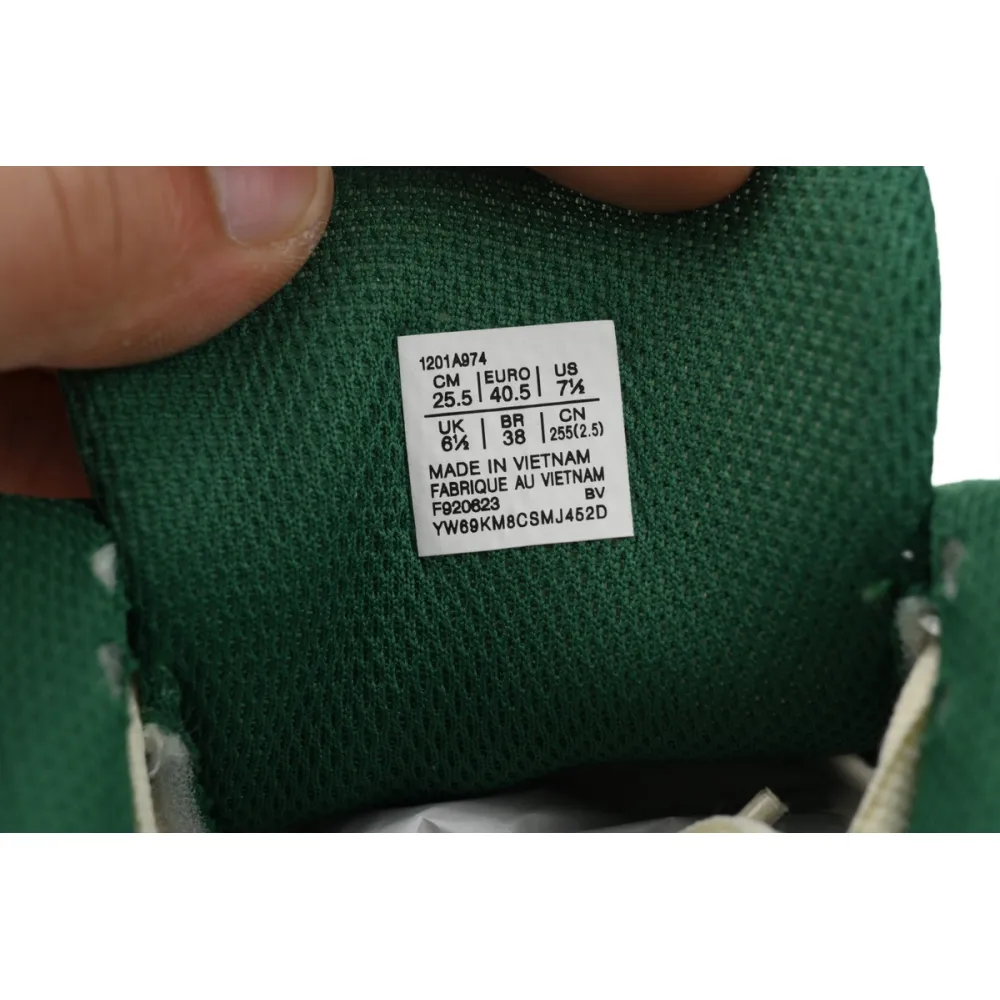 1201A974
CM | EURO | US
25.5 | 40.5 | 7½
UK | BR | CN
6½ | 38 | 255(2.5)
MADE IN VIETNAM
FABRIQUE AU VIETNAM
F920623 BV
YW69KM8CSMJ452D